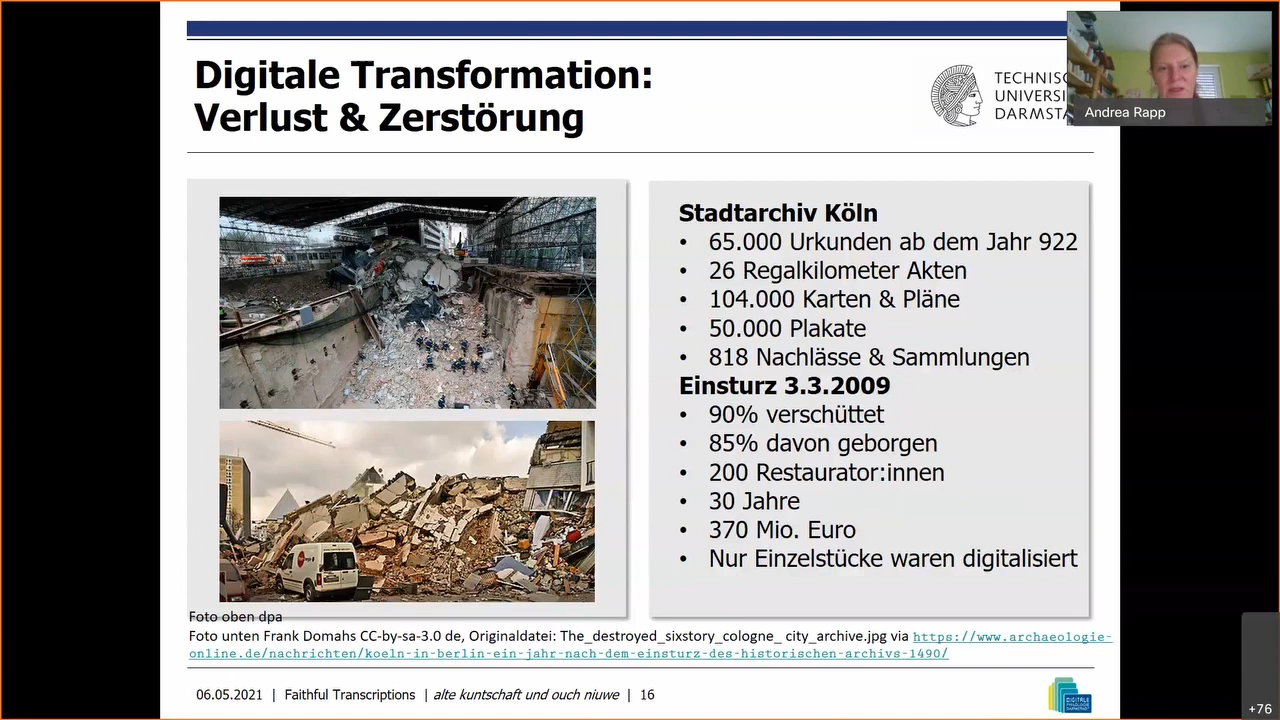 Digitale Transformation:
Verlust & Zerstörung
TECHNISC
UNIVERSI
DARMSTA
Andrea Rapp
Stadtarchiv Köln
• 65.000 Urkunden ab dem Jahr 922
• 26 Regalkilometer Akten
• 104.000 Karten & Pläne
• 50.000 Plakate
• 818 Nachlässe & Sammlungen
Einsturz 3.3.2009
• 90% verschüttet
• 85% davon geborgen
• 200 Restaurator:innen
• 30 Jahre
• 370 Mio. Euro
• Nur Einzelstücke waren digitalisiert
Foto oben dpa
Foto unten Frank Domahs CC-by-sa-3.0 de, Originaldatei: The_destroyed_sixstory_cologne_ city_archive.jpg via https://www.archaeologie-
online.de/nachrichten/koeln-in-berlin-ein-jahr-nach-dem-einsturz-des-historischen-archivs-1490/
06.05.2021 | Faithful Transcriptions | alte kuntschaft und ouch niuwe | 16
DIGITALE
PHILOLOGIE
DARMSTADT
+76